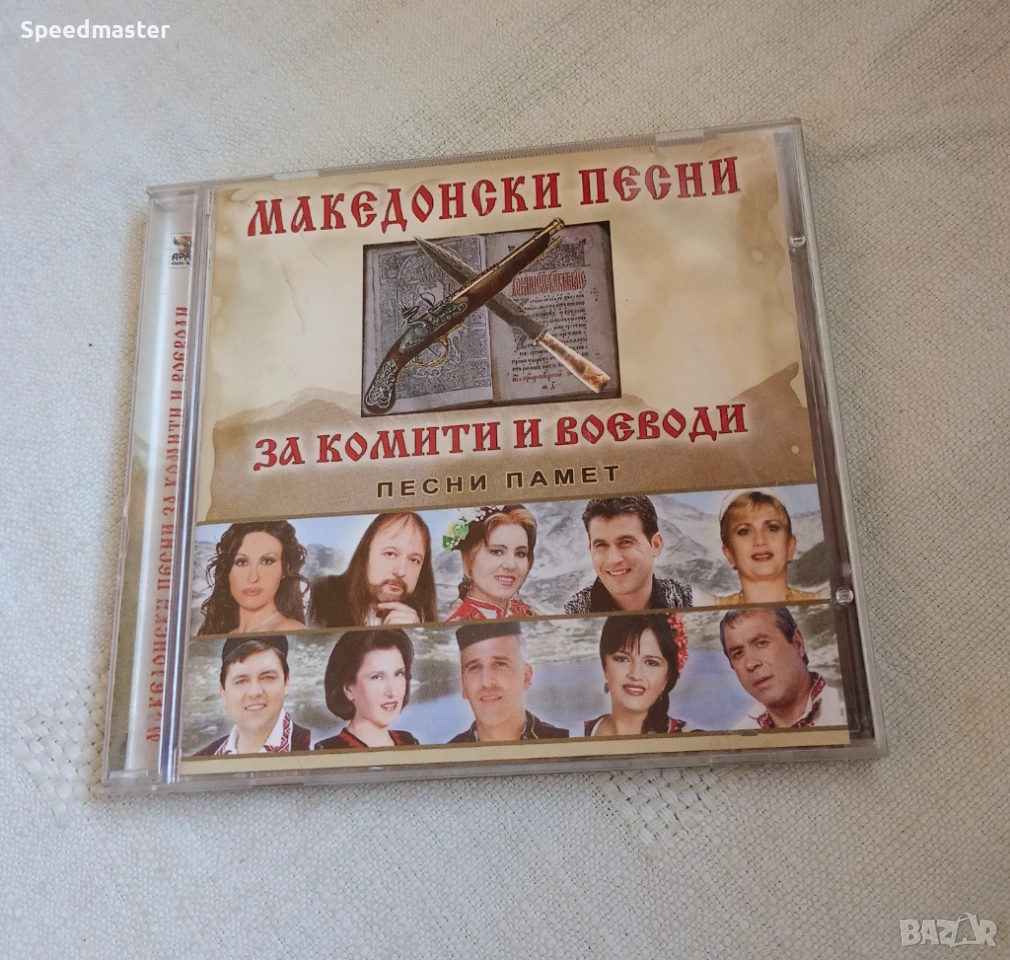 Speedmaster
МАКЕДОНСКИ ПЕСНИ
ЗА КОМИТИ И ВОЕВОДИ
ПЕСНИ ПАМЕТ
МАКЕДОНСКИ ПЕСНИ ЗА КОМИТИ И ВОЕВОДИ
BAZAR